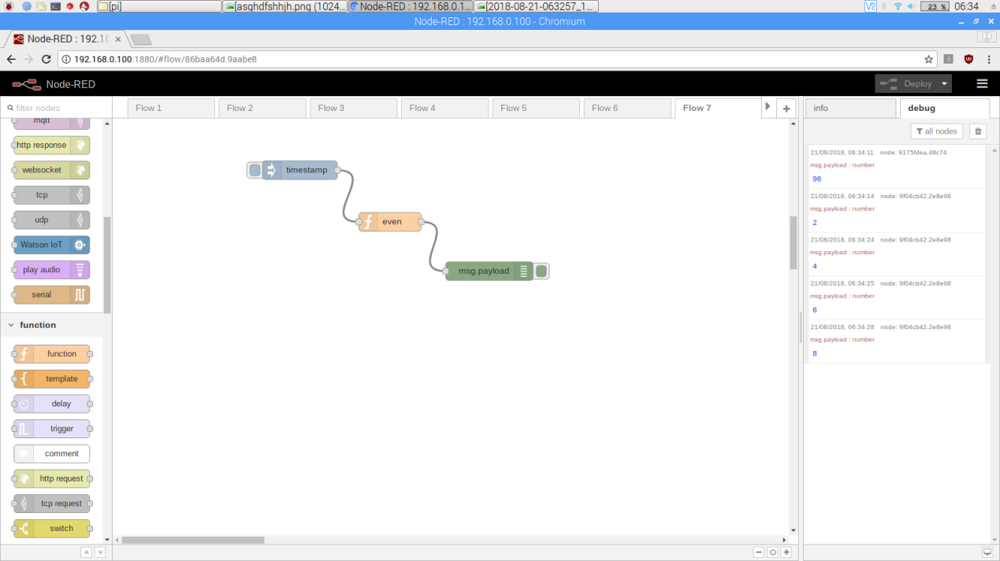 [pi]
[asghdfshhjh.png (1024...
Node-RED : 192.168.0.1...
[2018-08-21-063257_1...
23 %
06:34
Node-RED : 192.168.0.100 - Chromium
Node-RED : 192.16
192.168.0.100:1880/#flow/86baa64d.9aabe8
Node-RED
Deploy
filter nodes
mqtt
http response
websocket
tcp
udp
Watson IoT
play audio
serial
function
function
template
delay
trigger
comment
http request
tcp request
switch
Flow 1
Flow 2
Flow 3
Flow 4
Flow 5
Flow 6
Flow 7
timestamp
even
msg.payload
info
debug
all nodes
21/08/2018, 06:34:11 node: 9175fdea.48c74
msg.payload : number
98
21/08/2018, 06:34:14 node: 9f04cb42.2e8e98
msg.payload : number
2
21/08/2018, 06:34:24 node: 9f04cb42.2e8e98
msg.payload : number
4
21/08/2018, 06:34:25 node: 9f04cb42.2e8e98
msg.payload : number
6
21/08/2018, 06:34:28 node: 9f04cb42.2e8e98
msg.payload : number
8